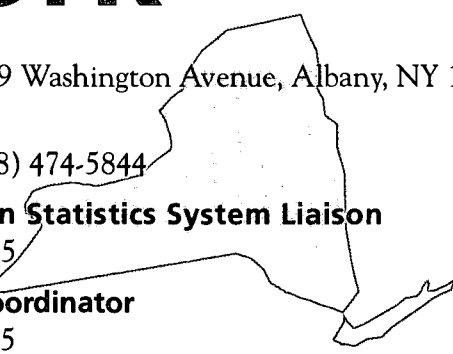 9 Washington Avenue, Albany, NY
8) 474-5844
n Statistics System Liaison
5
oordinator
5